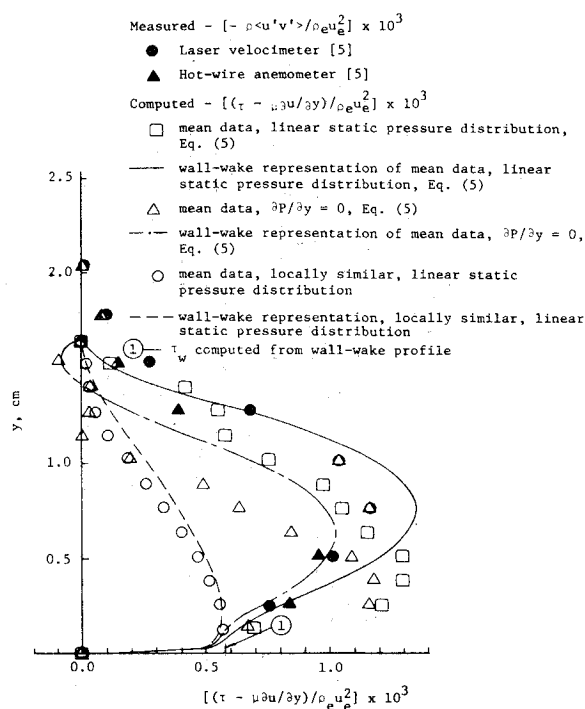 Measured - [- ρ<u'v'>/ρₑuₑ²] x 10³
● Laser velocimeter [5]
▲ Hot-wire anemometer [5]
Computed - [(τ - μ∂u/∂y)/ρₑuₑ²] x 10³
□ mean data, linear static pressure distribution,
Eq. (5)
wall-wake representation of mean data, linear
static pressure distribution, Eq. (5)
△ mean data, ∂P/∂y = 0, Eq. (5)
wall-wake representation of mean data, ∂P/∂y = 0,
Eq. (5)
○ mean data, locally similar, linear static
pressure distribution
wall-wake representation, locally similar, linear
static pressure distribution
① τ_w computed from wall-wake profile
2.5
2.0
1.0
0.5
0
y, cm
①
0.0 0.5 1.0
[(τ - μ∂u/∂y)/ρₑuₑ²] x 10³